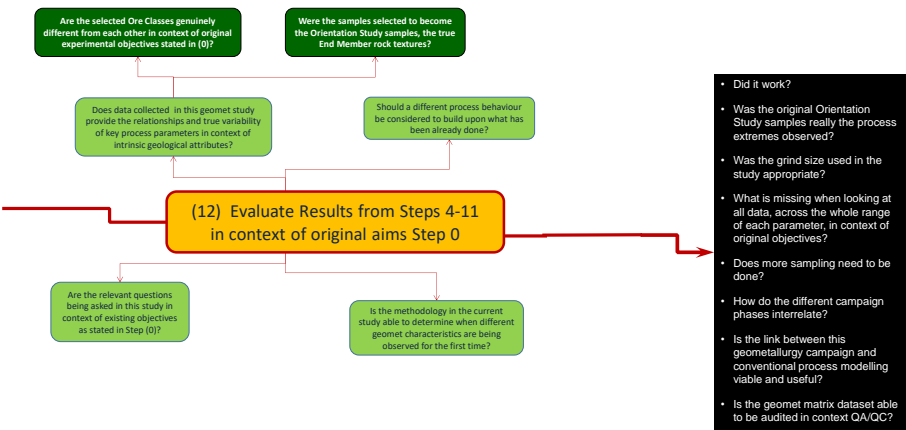 Are the selected Ore Classes genuinely
different from each other in context of original
experimental objectives stated in (0)?
Were the samples selected to become
the Orientation Study samples, the true
End Member rock textures?
Does data collected in this geomet study
provide the relationships and true variability
of key process parameters in context of
intrinsic geological attributes?
Should a different process behaviour
be considered to build upon what has
been already done?
(12) Evaluate Results from Steps 4-11
in context of original aims Step 0
Are the relevant questions
being asked in this study in
context of existing objectives
as stated in Step (0)?
Is the methodology in the current
study able to determine when different
geomet characteristics are being
observed for the first time?
• Did it work?
• Was the original Orientation
Study samples really the process
extremes observed?
• Was the grind size used in the
study appropriate?
• What is missing when looking at
all data, across the whole range
of each parameter, in context of
original objectives?
• Does more sampling need to be
done?
• How do the different campaign
phases interrelate?
• Is the link between this
geometallurgy campaign and
conventional process modelling
viable and useful?
• Is the geomet matrix dataset able
to be audited in context QA/QC?